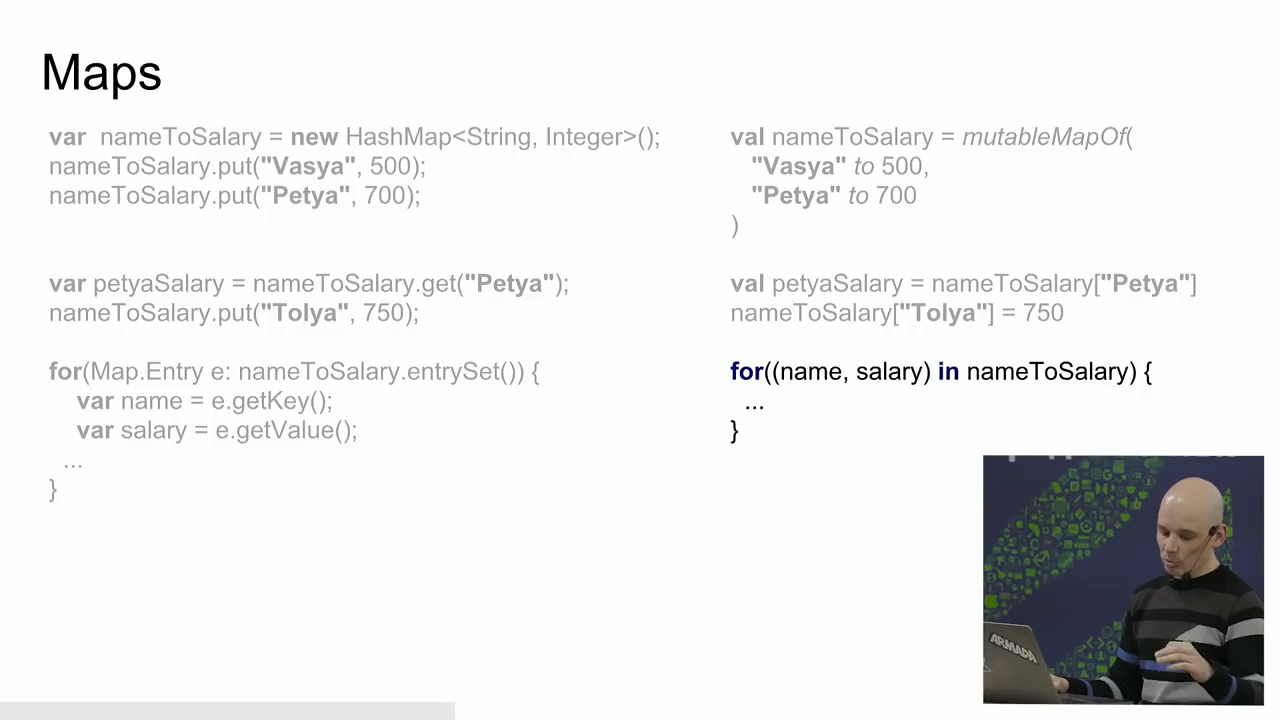 Maps
var  nameToSalary = new HashMap<String, Integer>();
nameToSalary.put("Vasya", 500);
nameToSalary.put("Petya", 700);
var petyaSalary = nameToSalary.get("Petya");
nameToSalary.put("Tolya", 750);
for(Map.Entry e: nameToSalary.entrySet()) {
    var name = e.getKey();
    var salary = e.getValue();
  ...
}
val nameToSalary = mutableMapOf(
   "Vasya" to 500,
   "Petya" to 700
)
val petyaSalary = nameToSalary["Petya"]
nameToSalary["Tolya"] = 750
for((name, salary) in nameToSalary) {
  ...
}
ARMADA